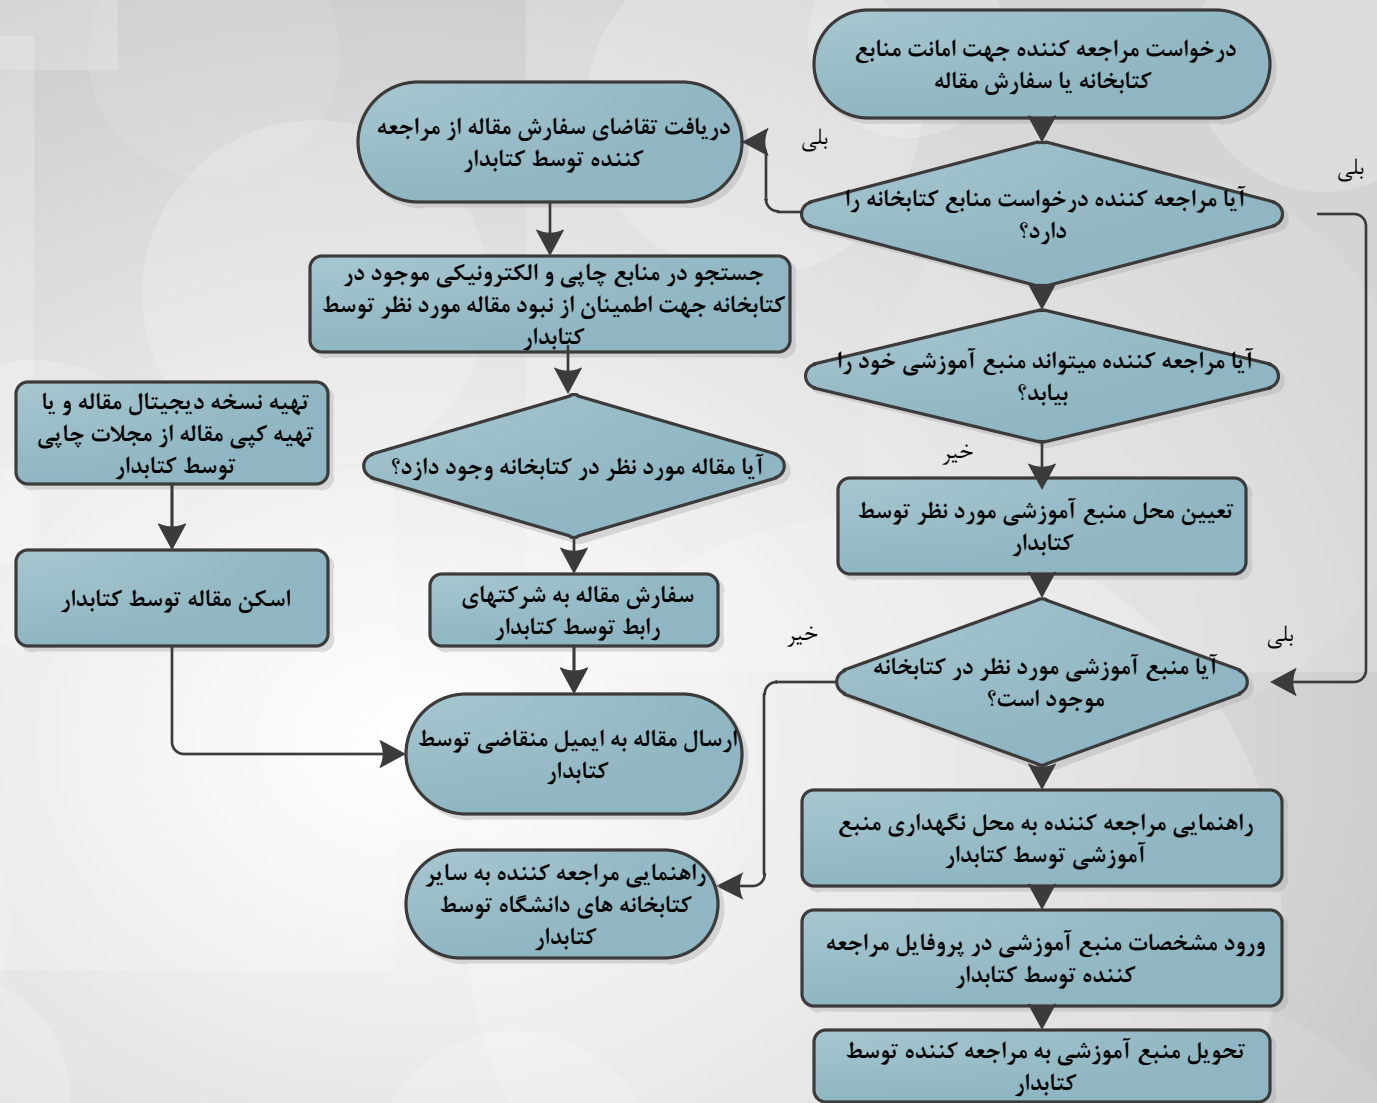 درخواست مراجعه کننده جهت امانت منابع
کتابخانه یا سفارش مقاله
بلی
آیا مراجعه کننده درخواست منابع کتابخانه را
دارد؟
بلی
آیا مراجعه کننده میتواند منبع آموزشی خود را
بیابد؟
خیر
تعیین محل منبع آموزشی مورد نظر توسط
کتابدار
بلی
آیا منبع آموزشی مورد نظر در کتابخانه
موجود است؟
خیر
راهنمایی مراجعه کننده به محل نگهداری منبع
آموزشی توسط کتابدار
ورود مشخصات منبع آموزشی در پروفایل مراجعه
کننده توسط کتابدار
تحویل منبع آموزشی به مراجعه کننده توسط
کتابدار
دریافت تقاضای سفارش مقاله از مراجعه
کننده توسط کتابدار
جستجو در منابع چاپی و الکترونیکی موجود در
کتابخانه جهت اطمینان از نبود مقاله مورد نظر توسط
کتابدار
آیا مقاله مورد نظر در کتابخانه وجود دازد؟
سفارش مقاله به شرکتهای
رابط توسط کتابدار
ارسال مقاله به ایمیل منقاضی توسط
کتابدار
راهنمایی مراجعه کننده به سایر
کتابخانه های دانشگاه توسط
کتابدار
تهیه نسخه دیجیتال مقاله و یا
تهیه کپی مقاله از مجلات چاپی
توسط کتابدار
اسکن مقاله توسط کتابدار